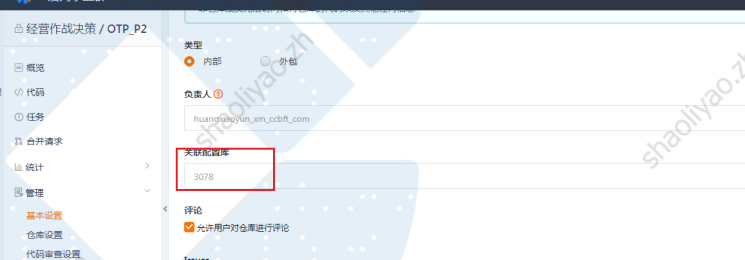 经营作战决策 / OTP_P2
类型
概览
内部
外包
代码
负责人
任务
huangxiaoyun_xm_ccbft_com
合并请求
关联配置库
统计
3078
管理
基本设置
评论
仓库设置
允许用户对仓库进行评论
代码审查设置
Issues
shaoliyao.zh
shaoliyao.zh